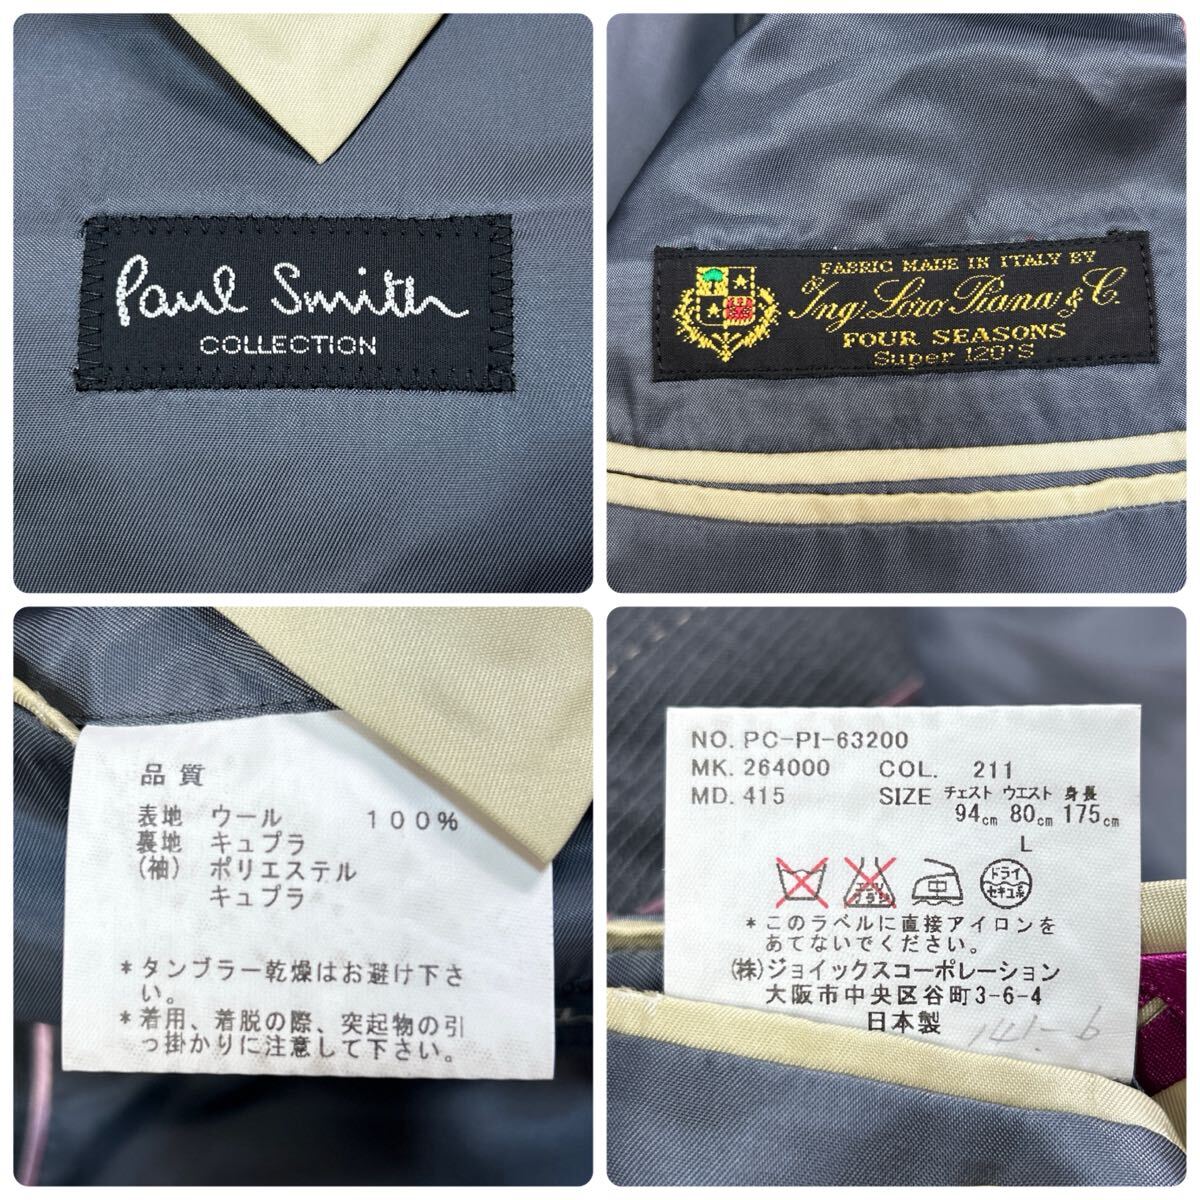 Paul Smith
COLLECTION
FABRIC MADE IN ITALY BY
Ing. Loro Piana & C.
FOUR SEASONS
Super 120'S
品質
表地 ウール 100%
裏地 キュプラ
(袖) ポリエステル
キュプラ
*タンブラー乾燥はお避け下さ
い。
*着用、着脱の際、突起物の引
っ掛かりに注意して下さい。
NO. PC-PI-63200
MK. 264000 COL. 211
MD. 415 SIZE チェスト ウエスト 身長
94cm 80cm 175cm
L
エンソ
ドライ
クサリ
セキユ系
*このラベルに直接アイロンを
あてないでください。
(株)ジョイックスコーポレーション
大阪市中央区谷町3-6-4
日本製
141-6